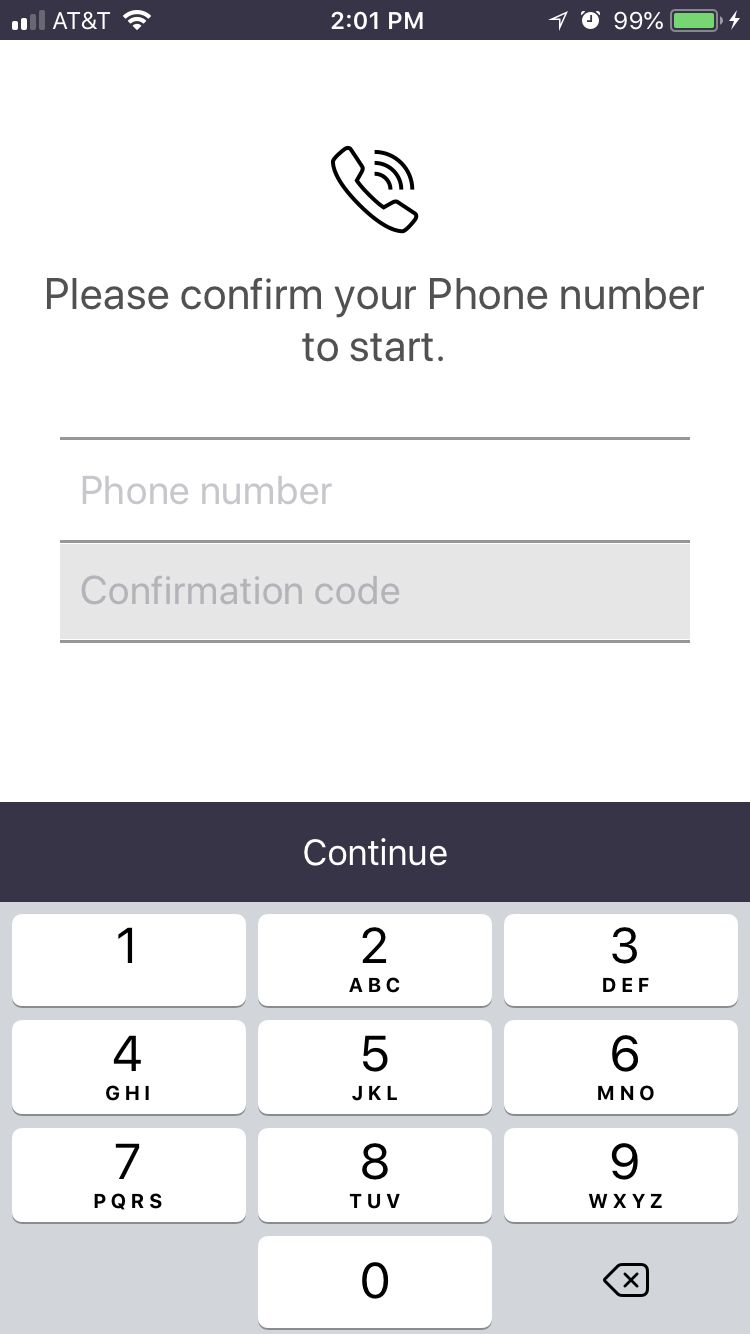 AT&T 2:01 PM 99%
Please confirm your Phone number
to start.
Phone number
Confirmation code
Continue
1 2 3
ABC DEF
4 5 6
GHI JKL MNO
7 8 9
PQRS TUV WXYZ
0